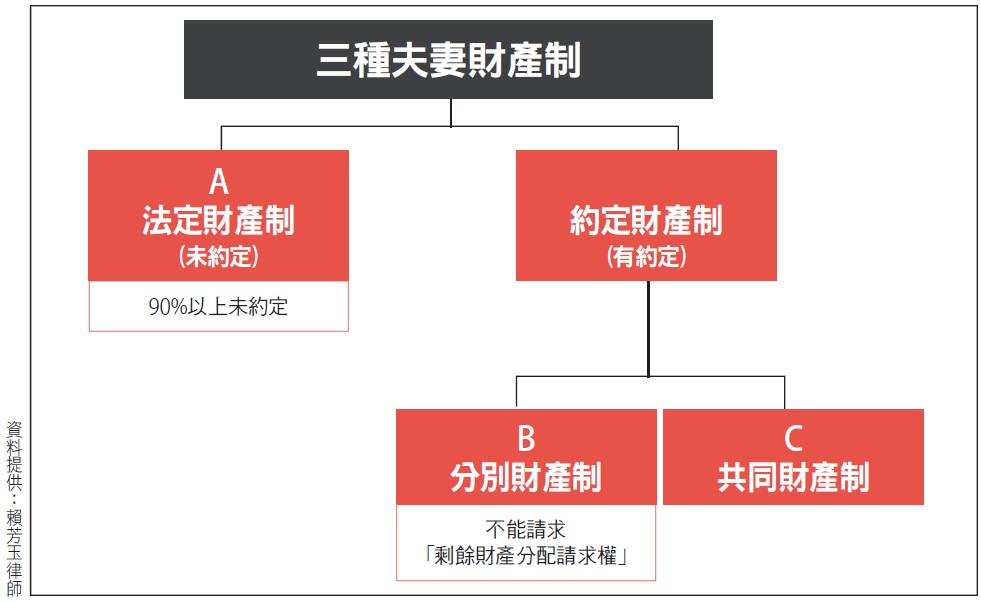 三種夫妻財產制
A
法定財產制
(未約定)
90%以上未約定
約定財產制
(有約定)
B
分別財產制
不能請求
「剩餘財產分配請求權」
C
共同財產制
資料提供：賴芳玉律師